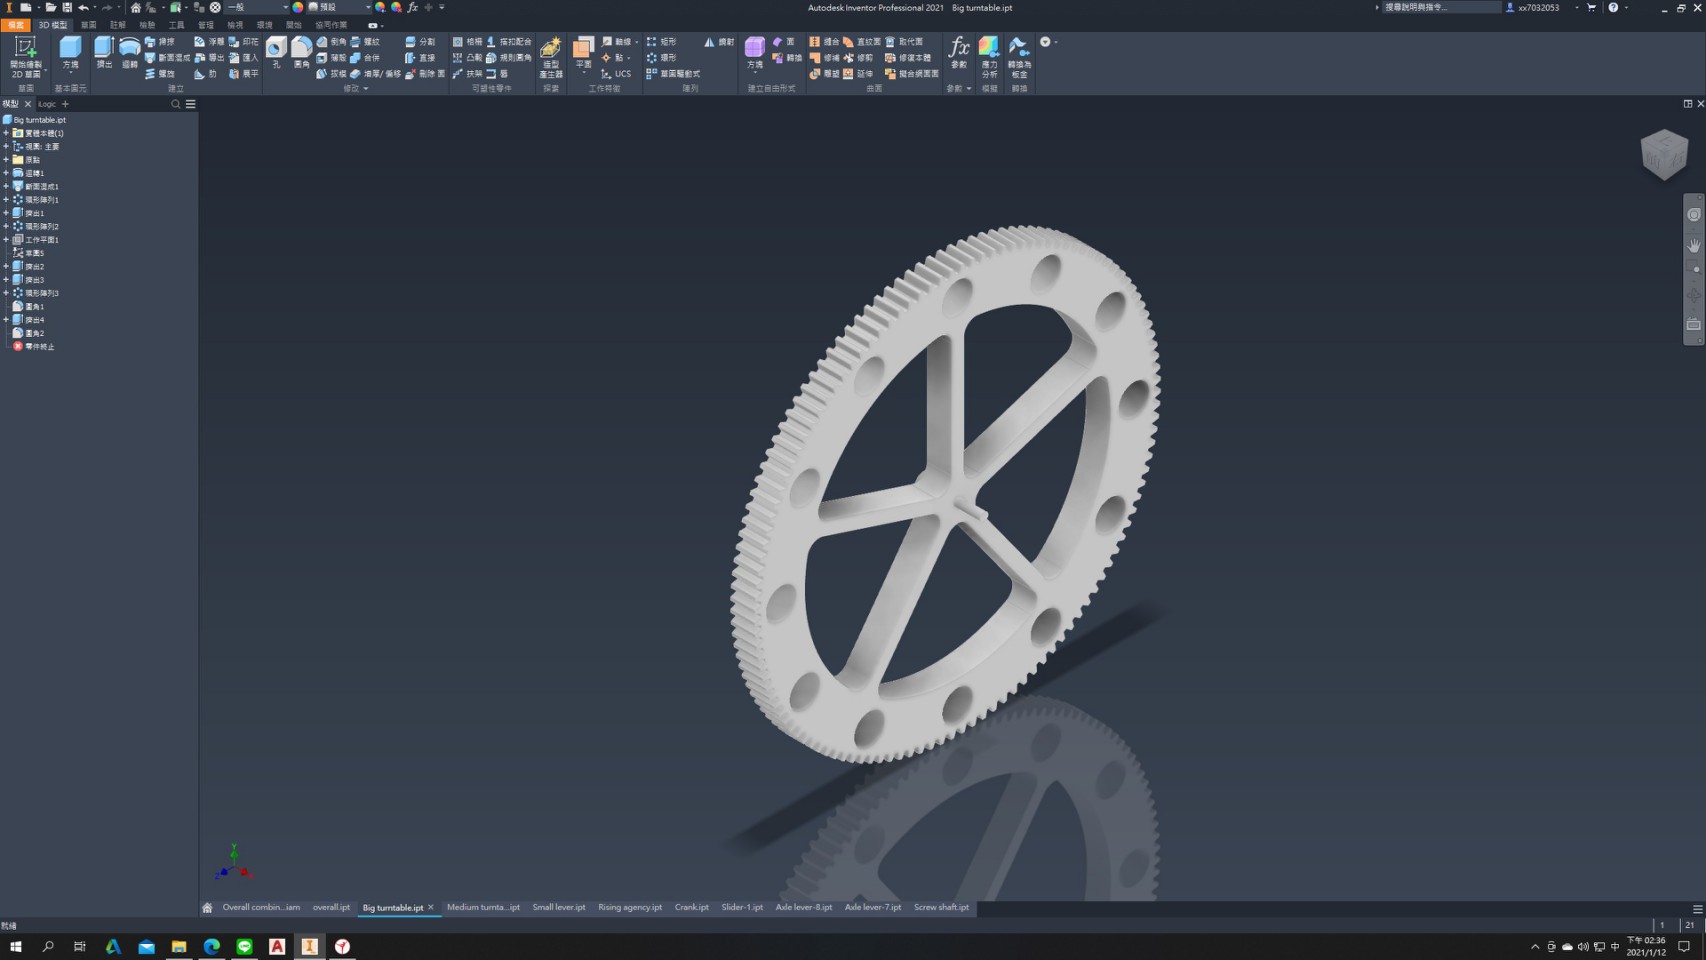 一般
預設
Autodesk Inventor Professional 2021 Big turntable.ipt
搜尋說明與指令...
xx7032053
檔案 3D 模型 草圖 註解 檢驗 工具 管理 檢視 環境 開始 協同作業
開始繪製
2D 草圖
草圖
方塊
基本圖元
擠出
迴轉
掃掠 浮雕 印花
斷面混成 導出 匯入
螺旋 肋 展平
建立
孔
圓角
倒角 螺紋 分割
薄殼 合併 直接
拔模 增厚/偏移 刪除 面
修改
格柵 搭扣配合
凸轂 規則圓角
扶架 唇
可塑性零件
造型
產生器
探索
平面
軸線
點
UCS
工作特徵
矩形 鏡射
環形
草圖驅動式
陣列
方塊
面
轉換
建立自由形式
縫合 直紋面 取代面
修補 修剪 修復本體
雕塑 延伸 擬合網面面
曲面
fx
參數
參數
應力
分析
模擬
轉換為
鈑金
轉換
模型 iLogic
Big turntable.ipt
實體本體(1)
視圖: 主要
原點
迴轉1
斷面混成1
環形陣列1
擠出1
環形陣列2
工作平面1
草圖5
擠出2
擠出3
環形陣列3
圓角1
擠出4
圓角2
零件終止
Y
Z
X
Overall combin...iam overall.ipt Big turntable.ipt Medium turnta...ipt Small lever.ipt Rising agency.ipt Crank.ipt Slider-1.ipt Axle lever-8.ipt Axle lever-7.ipt Screw shaft.ipt
就緒
1 21
中
下午 02:36
2021/1/12